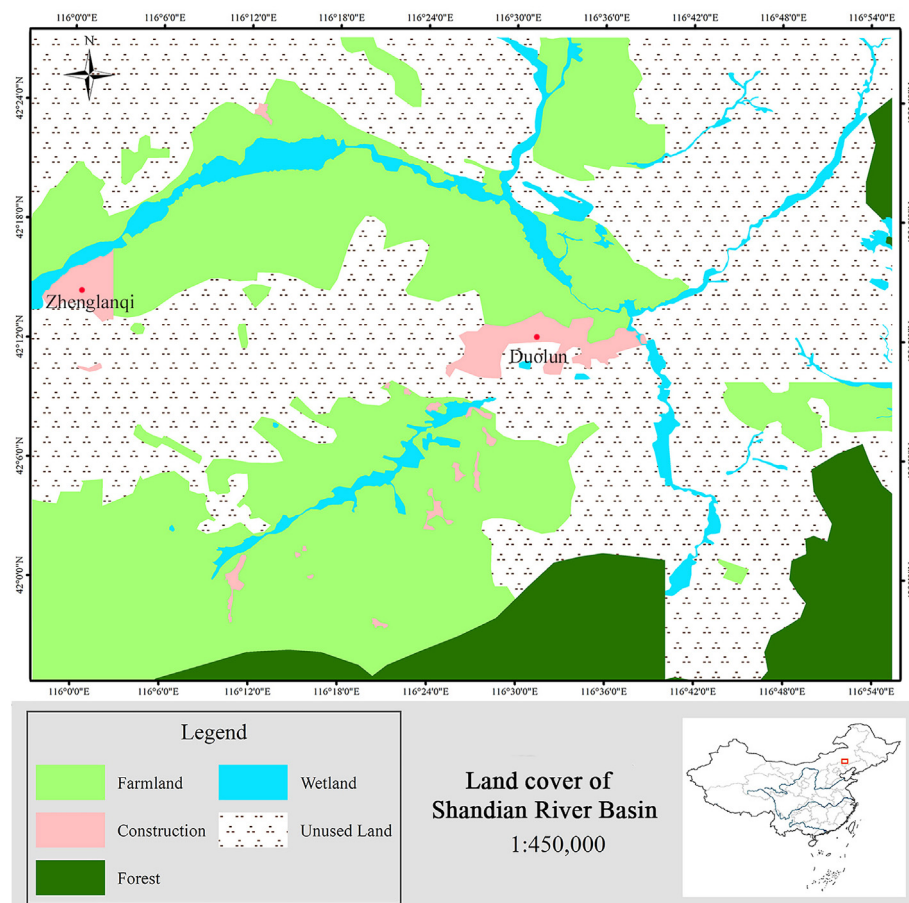 116°0'0"E 116°6'0"E 116°12'0"E 116°18'0"E 116°24'0"E 116°30'0"E 116°36'0"E 116°42'0"E 116°48'0"E 116°54'0"E
N
42°24'0"N
42°18'0"N
Zhenglanqi
42°12'0"N
Duolun
42°6'0"N
42°0'0"N
116°0'0"E 116°6'0"E 116°12'0"E 116°18'0"E 116°24'0"E 116°30'0"E 116°36'0"E 116°42'0"E 116°48'0"E 116°54'0"E
Legend
Farmland Wetland
Construction Unused Land
Forest
Land cover of
Shandian River Basin
1:450,000